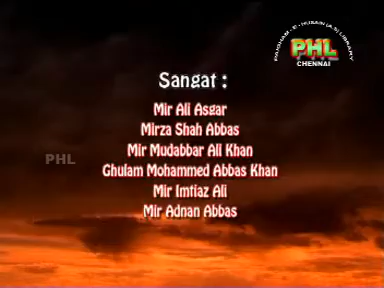 PAIGHAM - E - HUSAIN (A.S) LIBRARY
PHL
CHENNAI
Sangat :
Mir Ali Asgar
Mirza Shah Abbas
Mir Mudabbar Ali Khan
Ghulam Mohammed Abbas Khan
Mir Imtiaz Ali
Mir Adnan Abbas
PHL